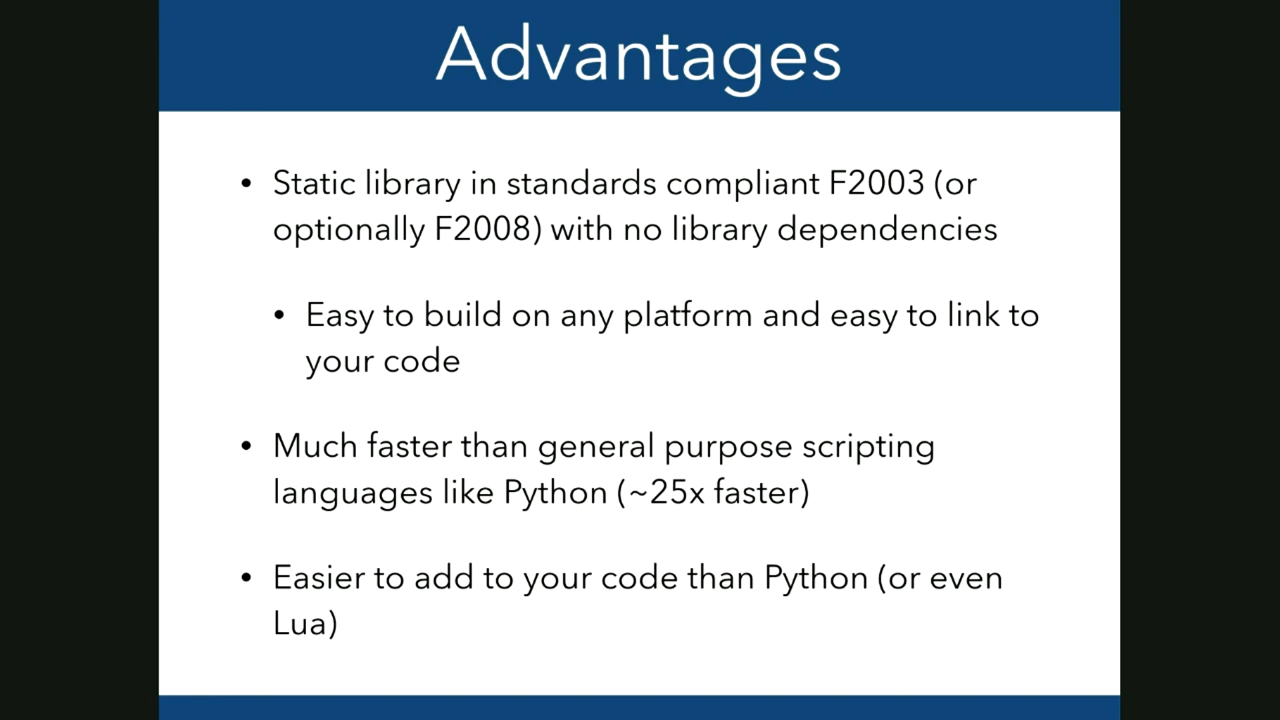 Advantages
• Static library in standards compliant F2003 (or
optionally F2008) with no library dependencies
• Easy to build on any platform and easy to link to
your code
• Much faster than general purpose scripting
languages like Python (~25x faster)
• Easier to add to your code than Python (or even
Lua)